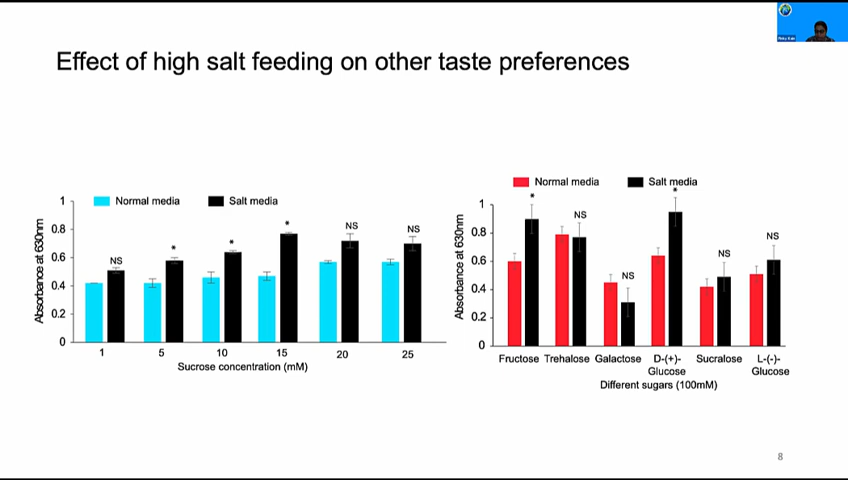 Effect of high salt feeding on other taste preferences
Normal media
Salt media
Absorbance at 630nm
1
0.8
0.6
0.4
0.2
0
NS
*
*
*
NS
NS
1
5
10
15
20
25
Sucrose concentration (mM)
Normal media
Salt media
Absorbance at 630nm
1
0.8
0.6
0.4
0.2
0
*
NS
NS
*
NS
NS
Fructose
Trehalose
Galactose
D-(+)-
Glucose
Sucralose
L-(-)-
Glucose
Different sugars (100mM)
8